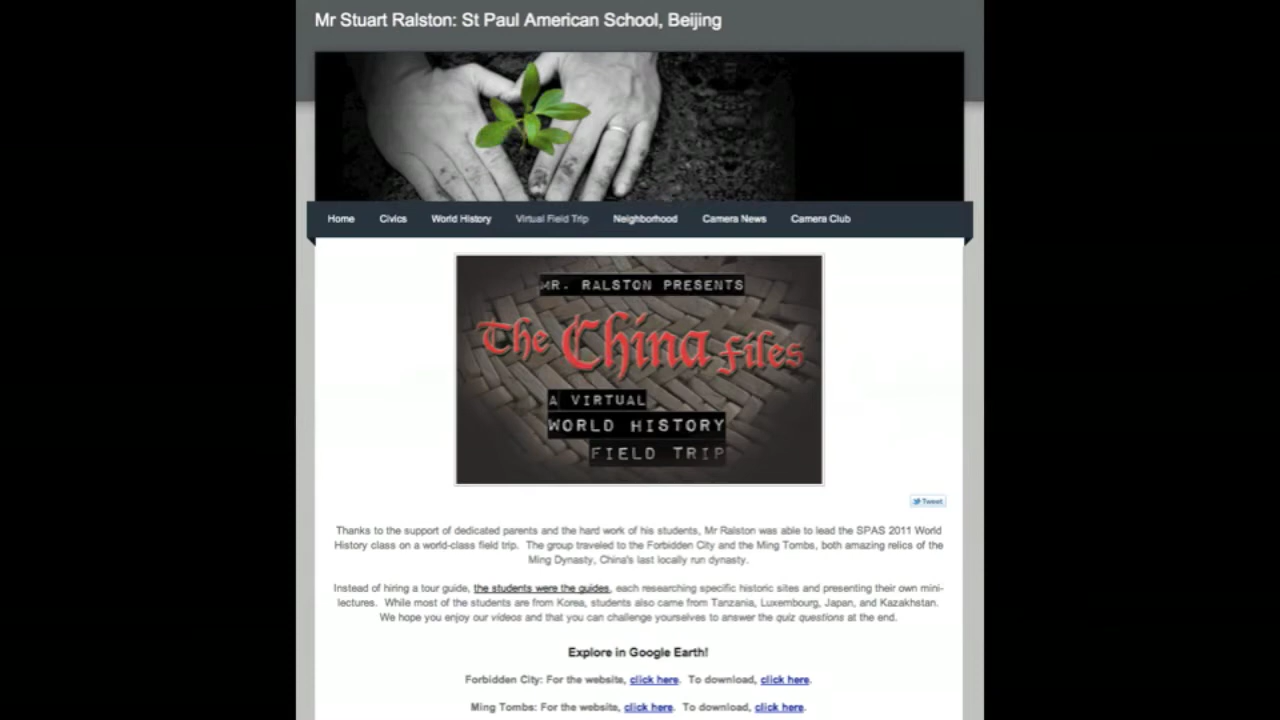 Mr Stuart Ralston: St Paul American School, Beijing
Home Civics World History Virtual Field Trip Neighborhood Camera News Camera Club
MR. RALSTON PRESENTS
The China Files
A VIRTUAL
WORLD HISTORY
FIELD TRIP
Tweet
Thanks to the support of dedicated parents and the hard work of his students, Mr Ralston was able to lead the SPAS 2011 World
History class on a world-class field trip. The group traveled to the Forbidden City and the Ming Tombs, both amazing relics of the
Ming Dynasty, China's last locally run dynasty.
Instead of hiring a tour guide, the students were the guides, each researching specific historic sites and presenting their own mini-
lectures. While most of the students are from Korea, students also came from Tanzania, Luxembourg, Japan, and Kazakhstan.
We hope you enjoy our videos and that you can challenge yourselves to answer the quiz questions at the end.
Explore in Google Earth!
Forbidden City: For the website, click here. To download, click here.
Ming Tombs: For the website, click here. To download, click here.